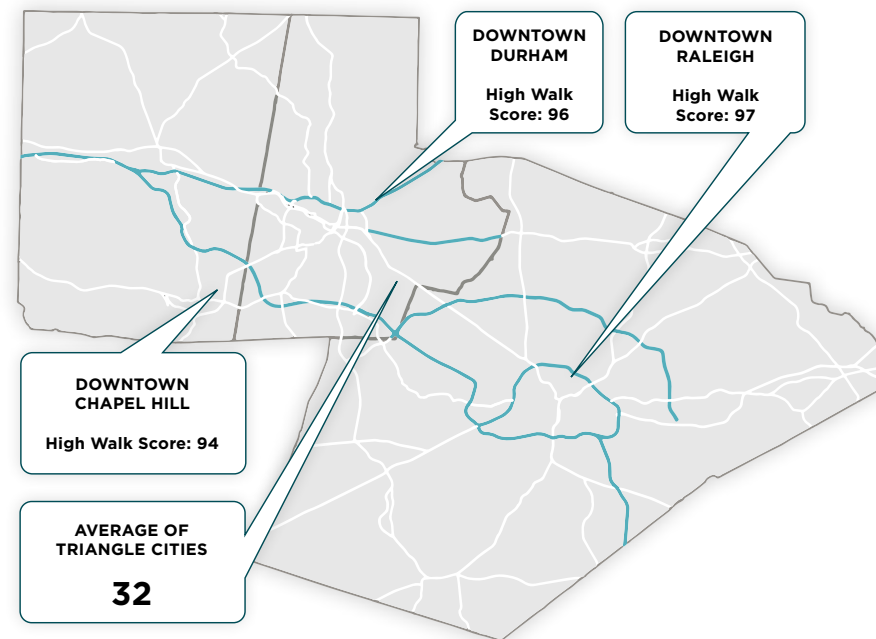 DOWNTOWN
DURHAM
High Walk
Score: 96
DOWNTOWN
RALEIGH
High Walk
Score: 97
DOWNTOWN
CHAPEL HILL
High Walk Score: 94
AVERAGE OF
TRIANGLE CITIES
32